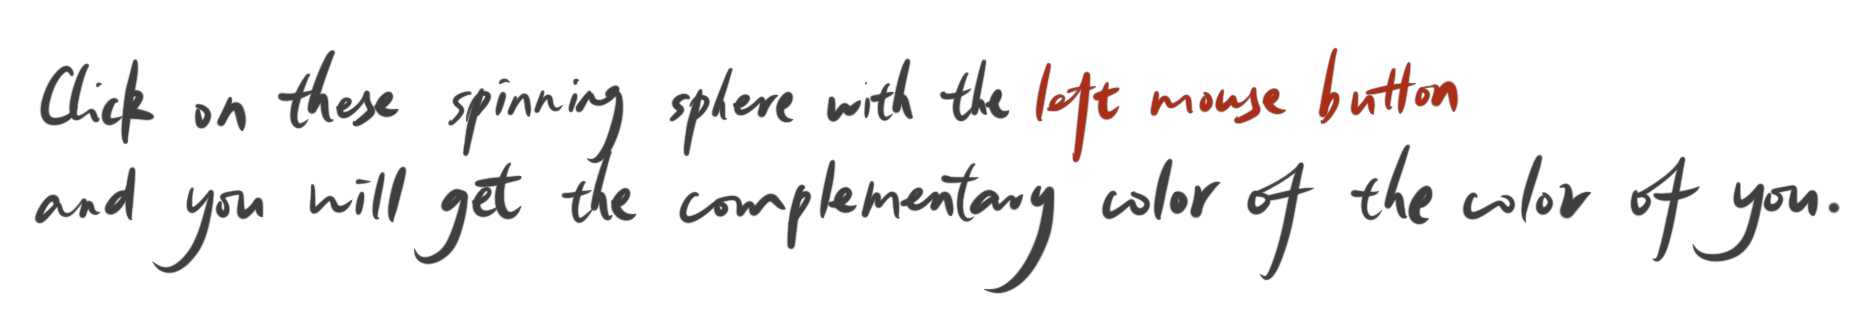 Click on these spinning sphere with the left mouse button
and you will get the complementary color of the color of you.